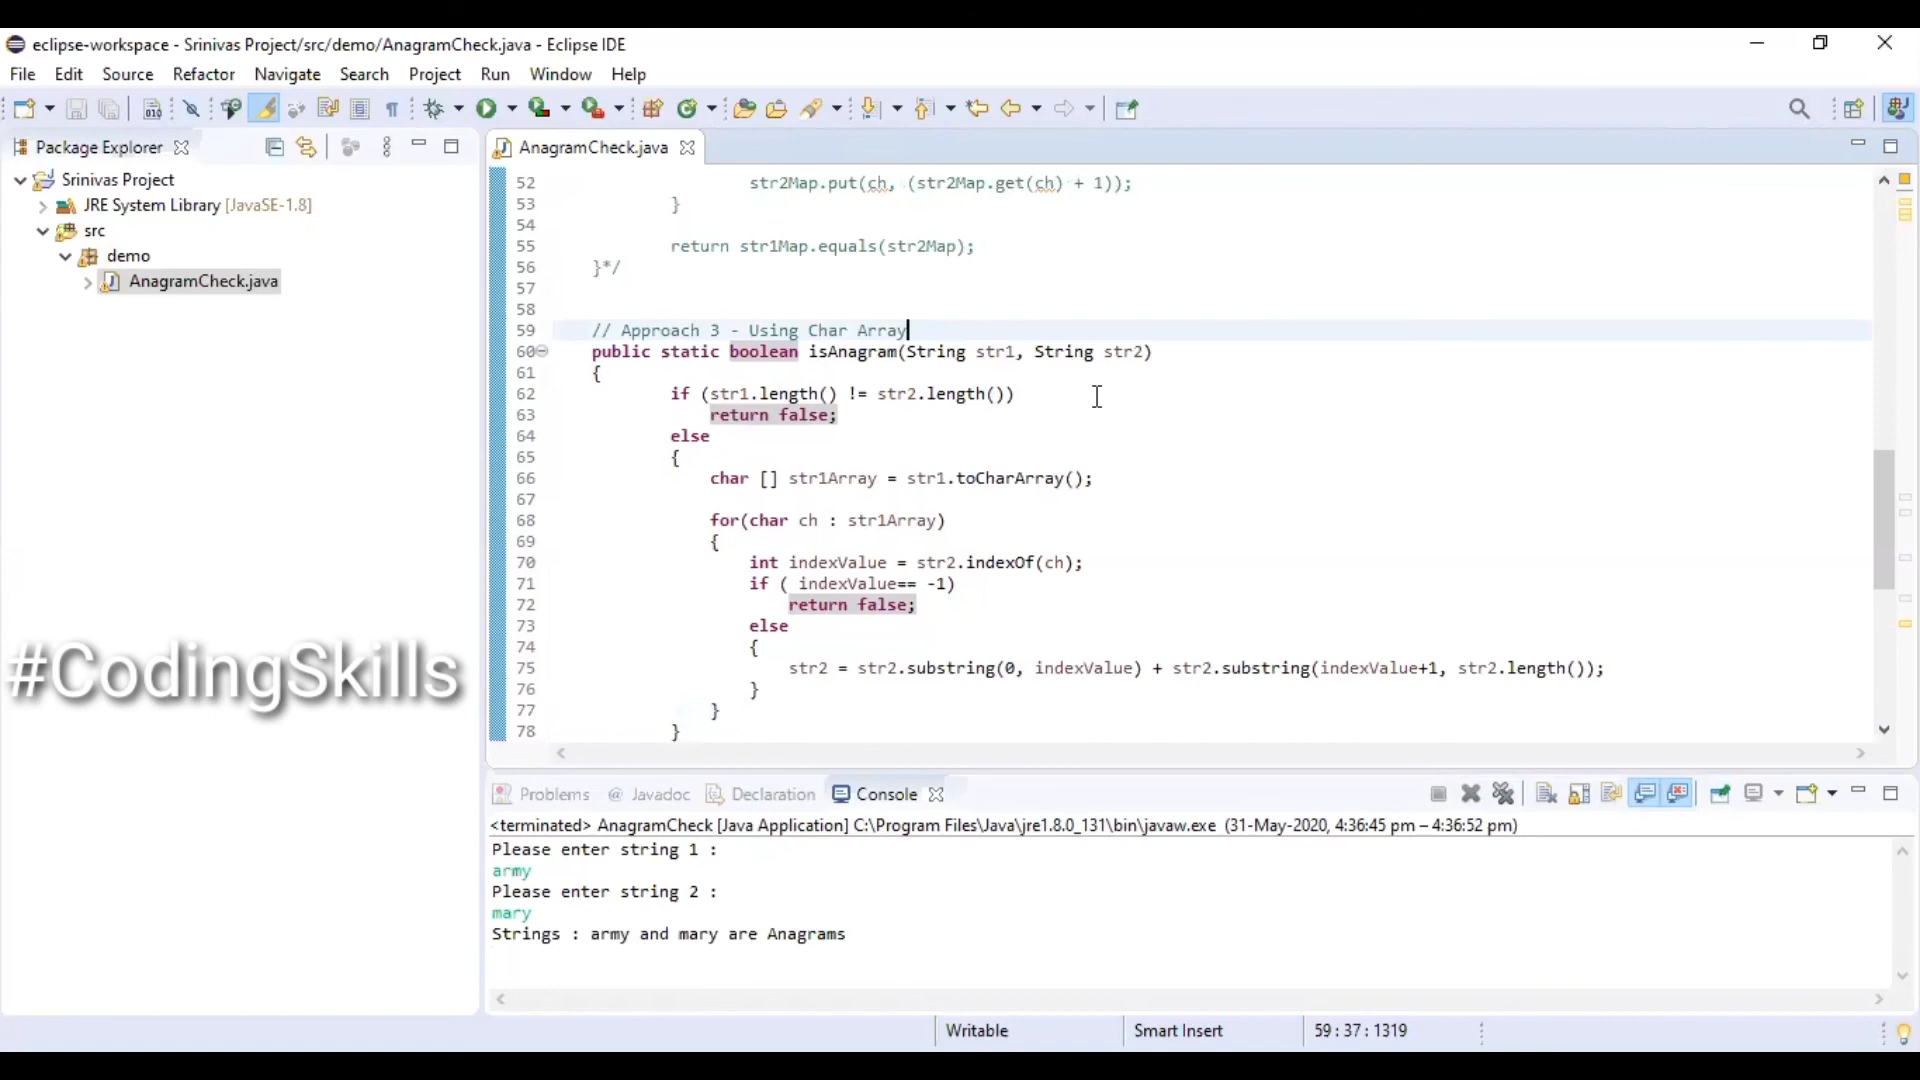 eclipse-workspace - Srinivas Project/src/demo/AnagramCheck.java - Eclipse IDE
File Edit Source Refactor Navigate Search Project Run Window Help
Package Explorer
Srinivas Project
JRE System Library [JavaSE-1.8]
src
demo
AnagramCheck.java
#CodingSkills
AnagramCheck.java
52 str2Map.put(ch, (str2Map.get(ch) + 1));
53 }
54
55 return str1Map.equals(str2Map);
56 }*/
57
58
59 // Approach 3 - Using Char Array
60 public static boolean isAnagram(String str1, String str2)
61 {
62 if (str1.length() != str2.length())
63 return false;
64 else
65 {
66 char [] str1Array = str1.toCharArray();
67
68 for(char ch : str1Array)
69 {
70 int indexValue = str2.indexOf(ch);
71 if ( indexValue== -1)
72 return false;
73 else
74 {
75 str2 = str2.substring(0, indexValue) + str2.substring(indexValue+1, str2.length());
76 }
77 }
78 }
Problems @ Javadoc Declaration Console
<terminated> AnagramCheck [Java Application] C:\Program Files\Java\jre1.8.0_131\bin\javaw.exe (31-May-2020, 4:36:45 pm – 4:36:52 pm)
Please enter string 1 :
army
Please enter string 2 :
mary
Strings : army and mary are Anagrams
Writable Smart Insert 59 : 37 : 1319